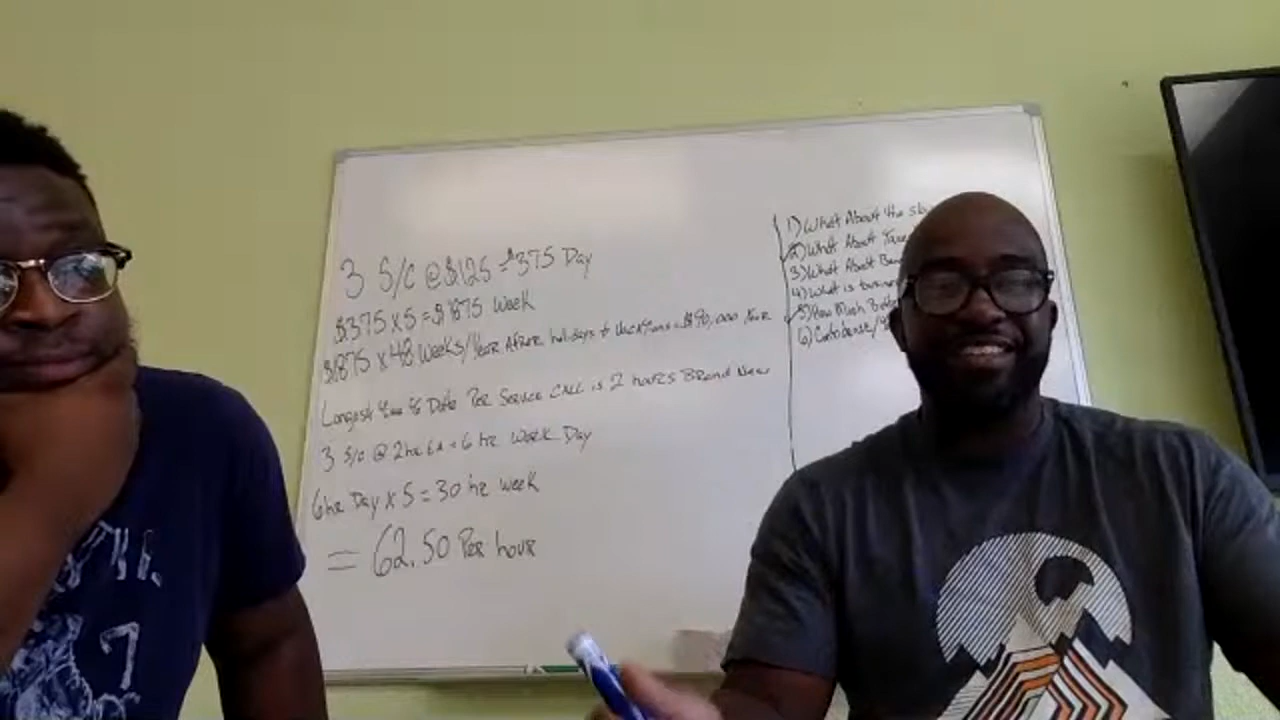 3 S/C @ $125 = $375 Day
$375 x 5 = $1875 Week
$1875 x 48 Weeks/Year After holidays & Vacations = $90,000 Year
Longest to Date Per Service CALL is 2 hours Brand New
3 S/C @ 2hr EA = 6 hr Work Day
6hr Day x 5 = 30 hr week
= 62.50 Per hour
1) What About the
2) What About
3) What About
4) What is
5) How Much
6)
7